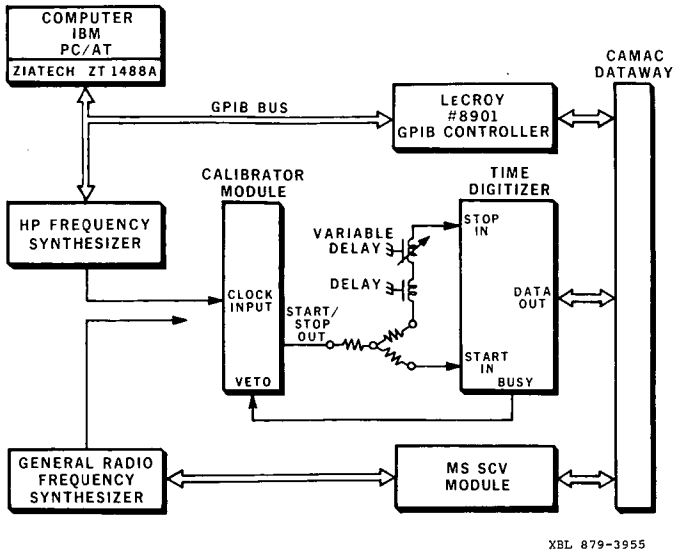 COMPUTER
IBM
PC/AT
ZIATECH ZT 1488A
GPIB BUS
LECROY
#8901
GPIB CONTROLLER
CAMAC
DATAWAY
HP FREQUENCY
SYNTHESIZER
CALIBRATOR
MODULE
CLOCK
INPUT
VETO
START/
STOP
OUT
VARIABLE
DELAY
DELAY
TIME
DIGITIZER
STOP
IN
DATA
OUT
START
IN
BUSY
GENERAL RADIO
FREQUENCY
SYNTHESIZER
MS SCV
MODULE
XBL 879-3955